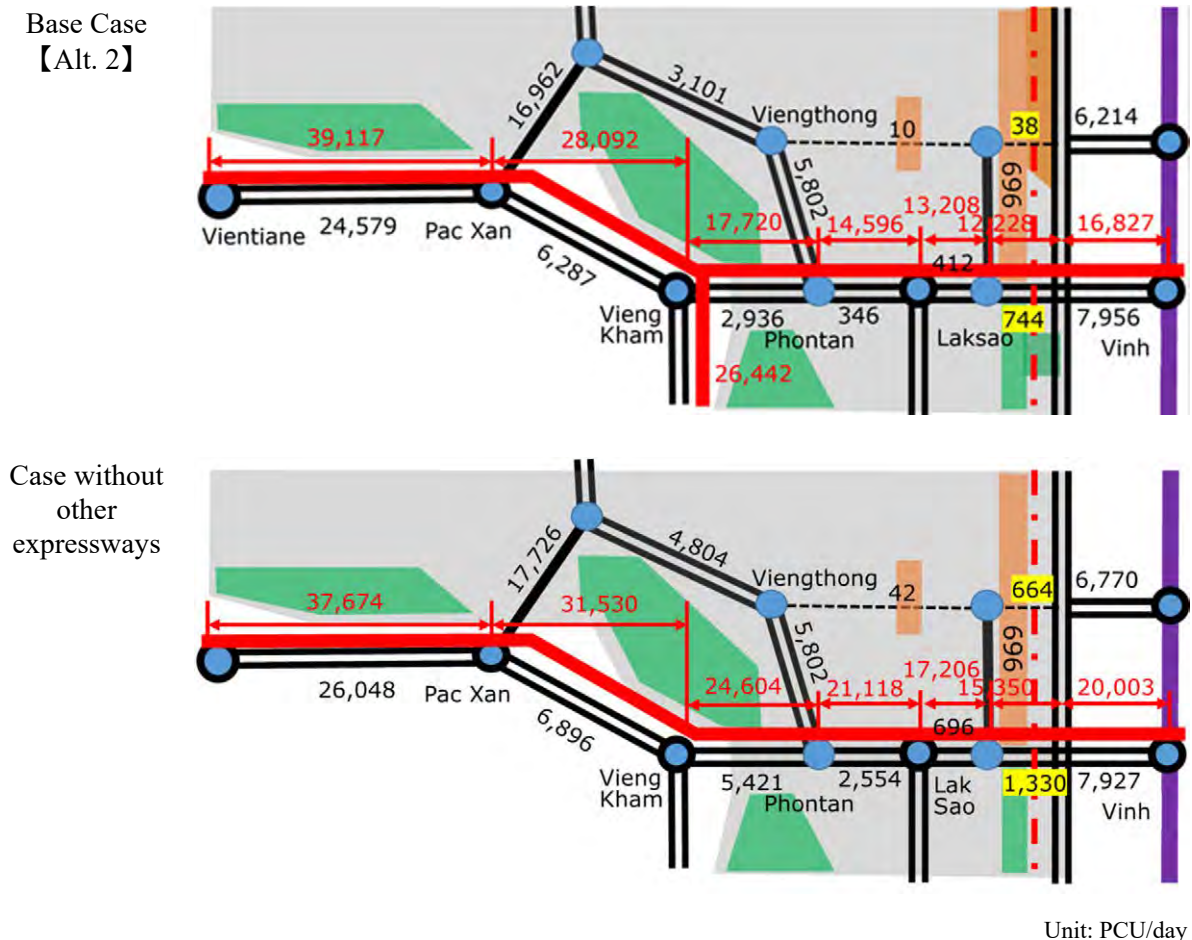 Base Case
【Alt. 2】
16,962
3,101
Viengthong
10
38
6,214
39,117
28,092
5,802
696
13,208
17,720
14,596
12,228
16,827
Vientiane
24,579
Pac Xan
6,287
412
Vieng
Kham
2,936
346
744
7,956
Phontan
Laksao
Vinh
26,442
Case without
other
expressways
17,726
4,804
Viengthong
42
664
6,770
37,674
31,530
5,802
696
17,206
24,604
21,118
15,350
20,003
26,048
Pac Xan
6,896
696
Vieng
Kham
5,421
2,554
Lak
Sao
1,330
7,927
Phontan
Vinh
Unit: PCU/day